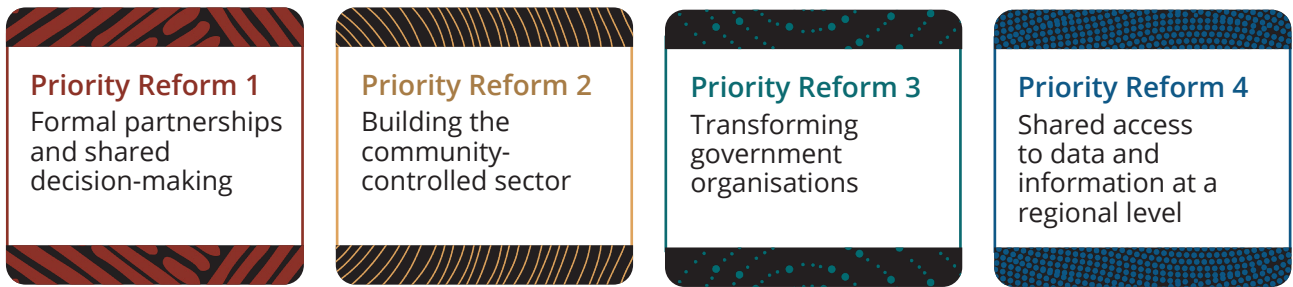 Priority Reform 1
Formal partnerships
and shared
decision-making
Priority Reform 2
Building the
community-
controlled sector
Priority Reform 3
Transforming
government
organisations
Priority Reform 4
Shared access
to data and
information at a
regional level